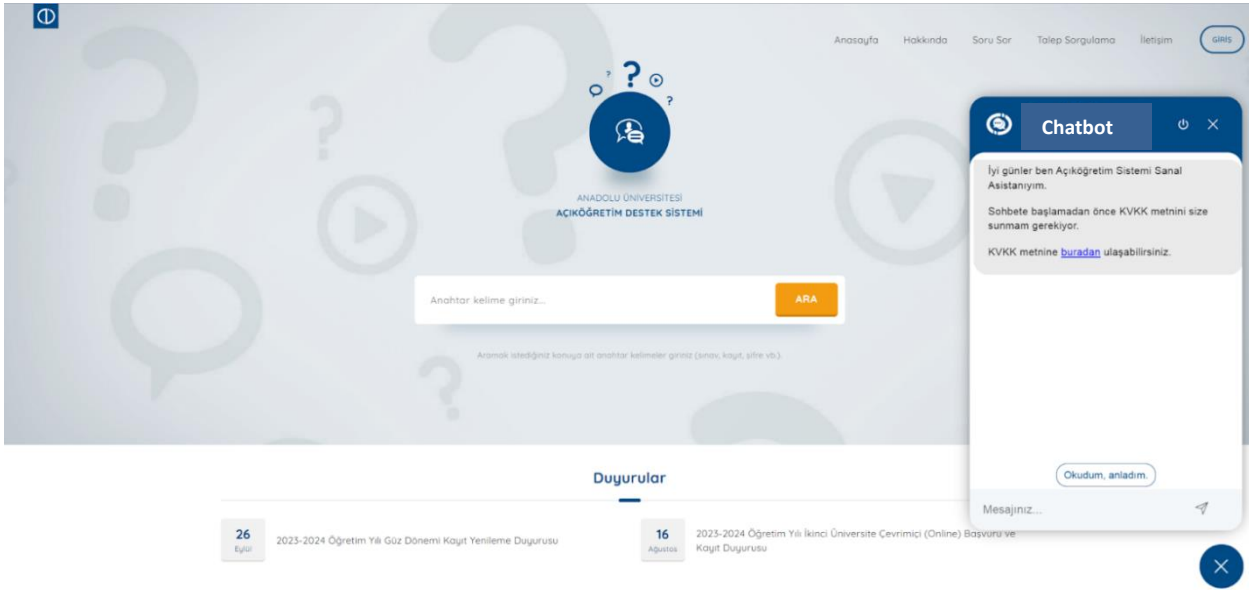 Anasayfa Hakkında Soru Sor Talep Sorgulama İletişim GİRİŞ
ANADOLU ÜNİVERSİTESİ
AÇIKÖĞRETİM DESTEK SİSTEMİ
Anahtar kelime giriniz...
ARA
Aramak istediğiniz konuya ait anahtar kelimeler giriniz (sınav, kayıt, şifre vb.)
Chatbot
İyi günler ben Açıköğretim Sistemi Sanal
Asistanıyım.
Sohbete başlamadan önce KVKK metnini size
sunmam gerekiyor.
KVKK metnine buradan ulaşabilirsiniz.
Okudum, anladım.
Mesajınız...
Duyurular
26
Eylül
2023-2024 Öğretim Yılı Güz Dönemi Kayıt Yenileme Duyurusu
16
Ağustos
2023-2024 Öğretim Yılı İkinci Üniversite Çevrimiçi (Online) Başvuru ve
Kayıt Duyurusu